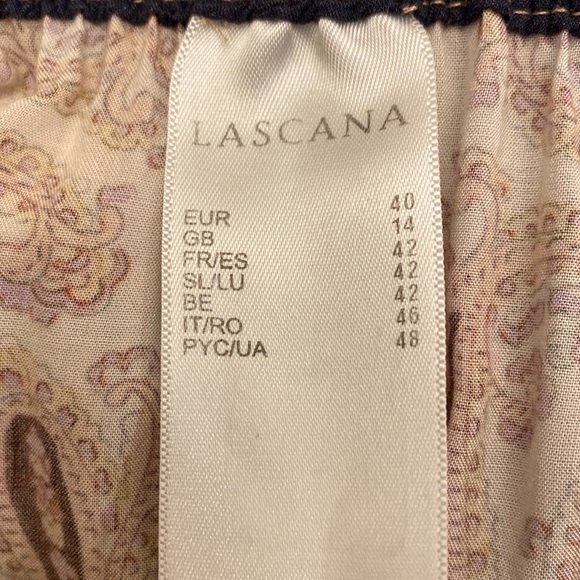 LASCANA
EUR 40
GB 14
FR/ES 42
SL/LU 42
BE 42
IT/RO 46
PYC/UA 48